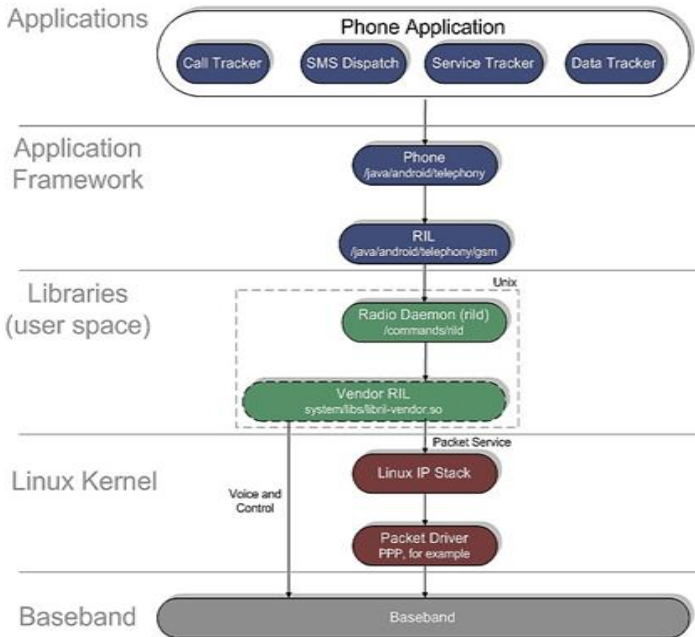 Applications
Phone Application
Call Tracker
SMS Dispatch
Service Tracker
Data Tracker
Application
Framework
Phone
/java/android/telephony
RIL
/java/android/telephony/gsm
Libraries
(user space)
Unix
Radio Daemon (rild)
/commands/rild
Vendor RIL
system/libs/libril-vendor.so
Packet Service
Linux Kernel
Linux IP Stack
Voice and
Control
Packet Driver
PPP, for example
Baseband
Baseband